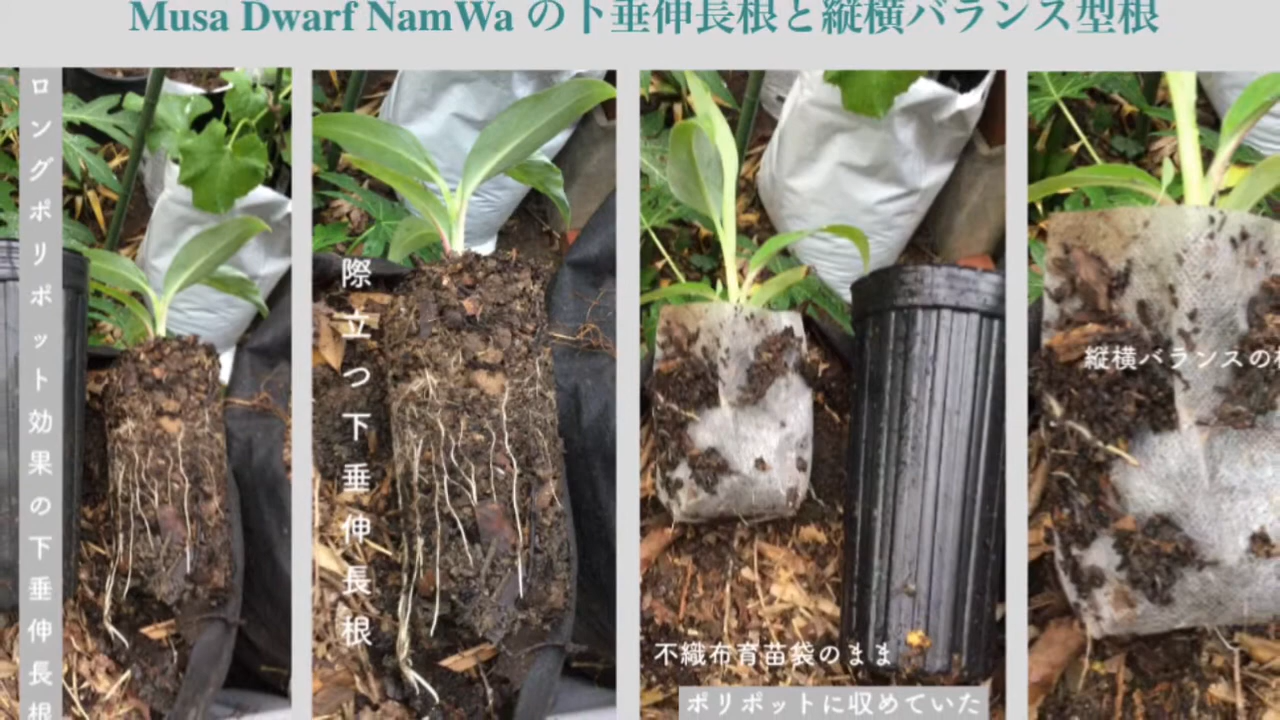 Musa Dwarf NamWa の下垂伸長根と縦横バランス型根
ロングポリポット効果の下垂伸長根
際立つ下垂伸長根
不織布育苗袋のまま
ポリポットに収めていた
縦横バランスの